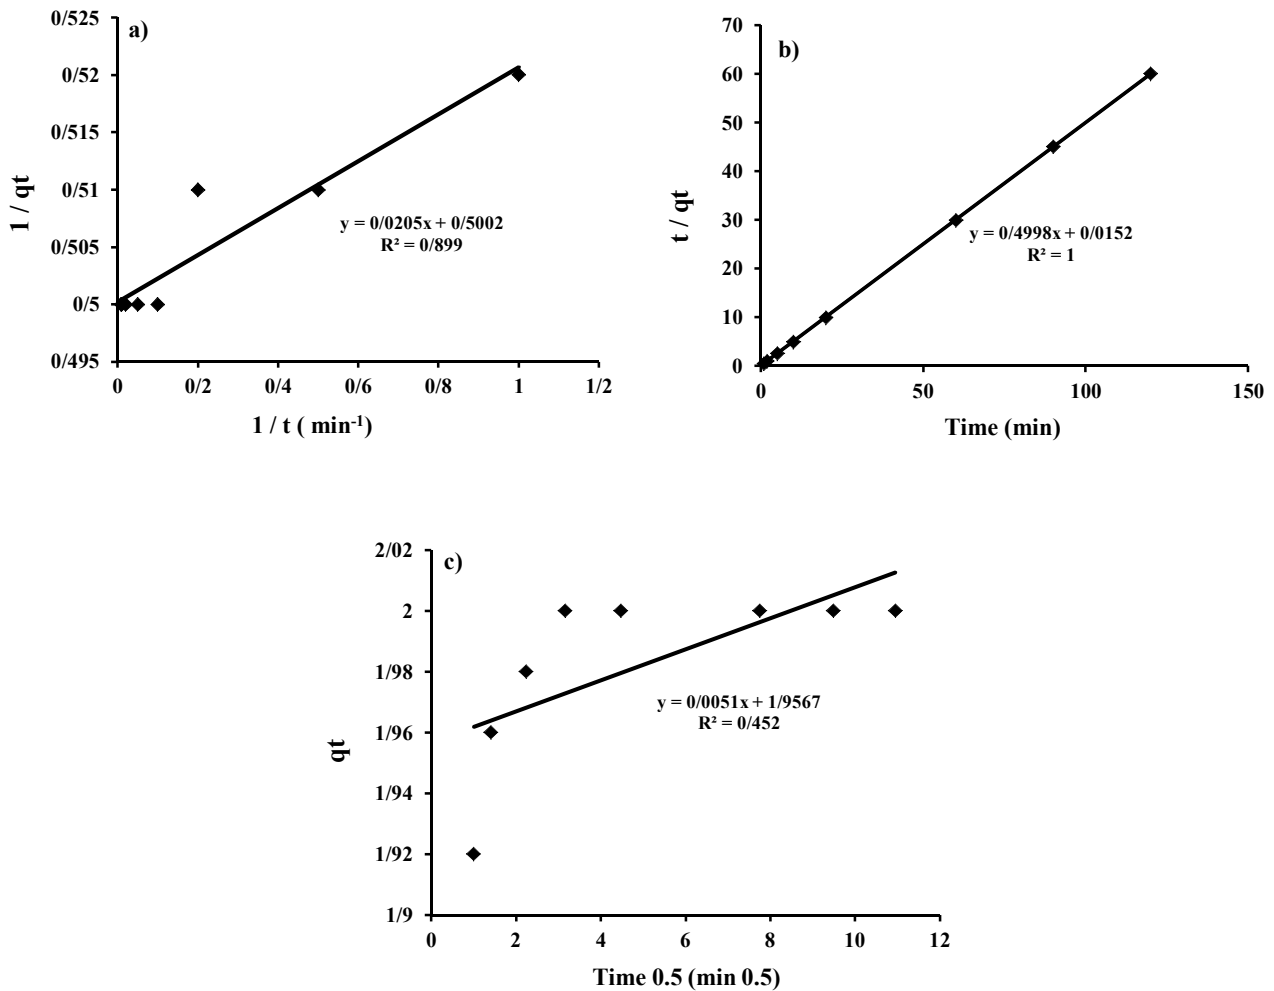 a)
0/525
0/52
0/515
0/51
0/505
0/5
0/495
1 / qt
y = 0/0205x + 0/5002
R² = 0/899
0
0/2
0/4
0/6
0/8
1
1/2
1 / t ( min⁻¹)
b)
70
60
50
40
30
20
10
0
t / qt
y = 0/4998x + 0/0152
R² = 1
0
50
100
150
Time (min)
c)
2/02
2
1/98
1/96
1/94
1/92
1/9
qt
y = 0/0051x + 1/9567
R² = 0/452
0
2
4
6
8
10
12
Time 0.5 (min 0.5)